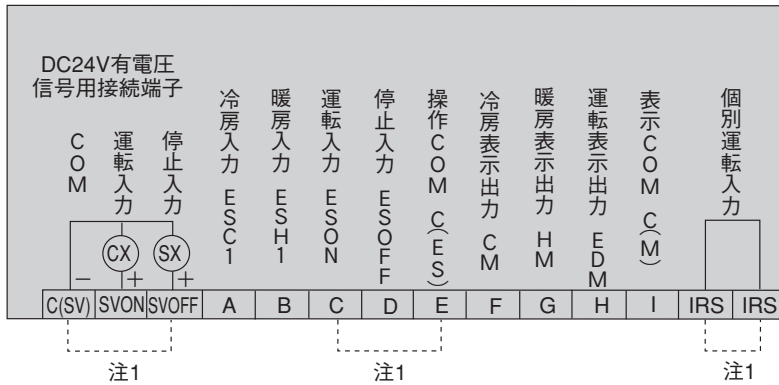 DC24V有電圧
信号用接続端子
COM
運転入力
停止入力
冷房入力 ESC1
暖房入力 ESH1
運転入力 ESON
停止入力 ESOFF
操作COM C(ES)
冷房表示出力 CM
暖房表示出力 HM
運転表示出力 EDM
表示COM C(M)
個別運転入力
CX SX
− + +
C(SV) SVON SVOFF A B C D E F G H I IRS IRS
注1 注1 注1